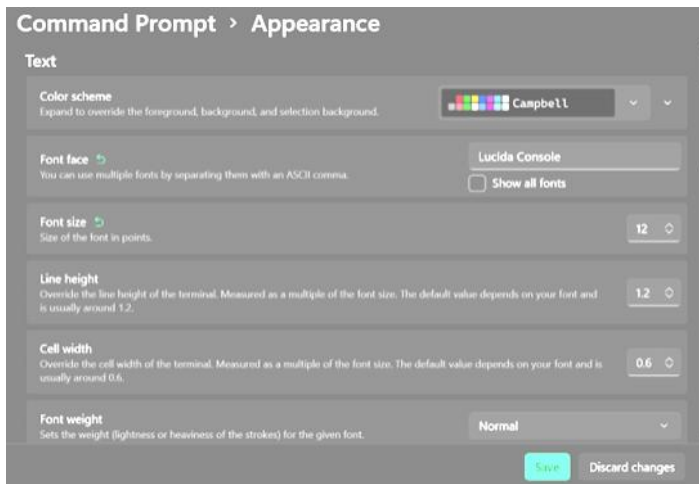 Command Prompt > Appearance
Text
Color scheme
Expand to override the foreground, background, and selection background.
Campbell
Font face
You can use multiple fonts by separating them with an ASCII comma.
Lucida Console
Show all fonts
Font size
Size of the font in points.
12
Line height
Override the line height of the terminal. Measured as a multiple of the font size. The default value depends on your font and
is usually around 1.2.
1.2
Cell width
Override the cell width of the terminal. Measured as a multiple of the font size. The default value depends on your font and is
usually around 0.6.
0.6
Font weight
Sets the weight (lightness or heaviness of the strokes) for the given font.
Normal
Save
Discard changes